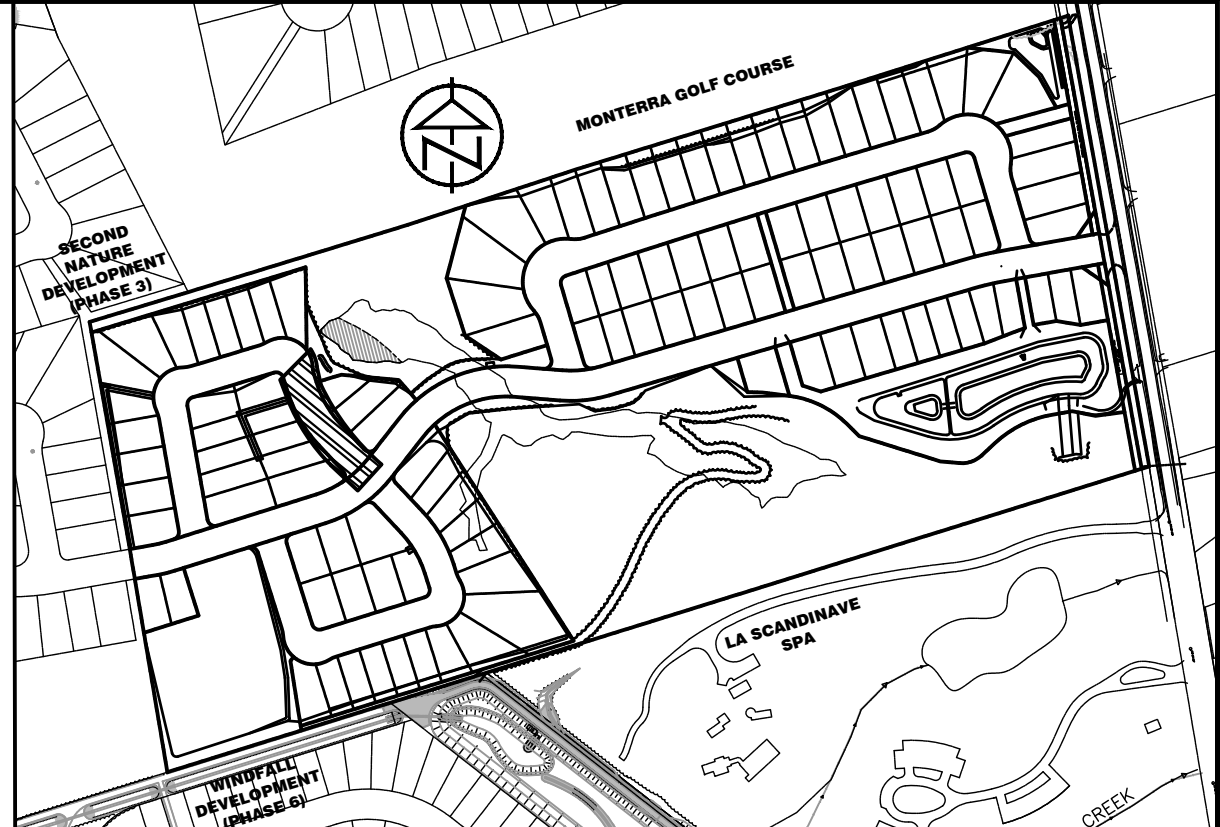 MONTERRA GOLF COURSE
SECOND
NATURE
DEVELOPMENT
(PHASE 3)
LA SCANDINAVE
SPA
WINDFALL
DEVELOPMENT
(PHASE 6)
CREEK